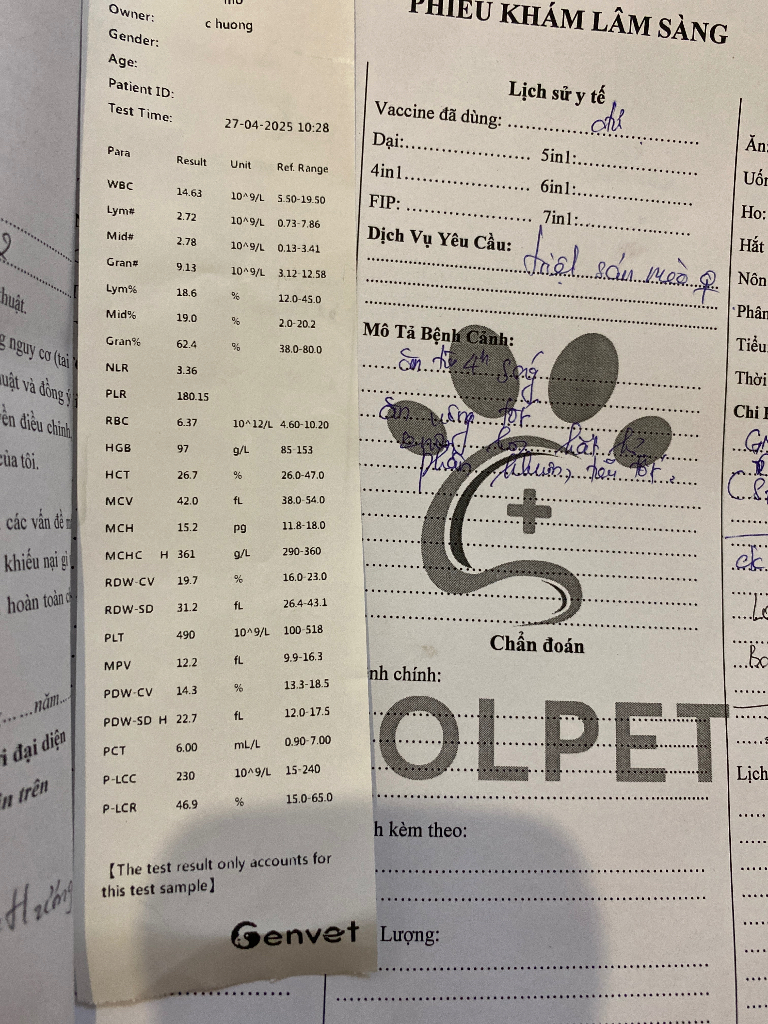 Owner:
c huong
Gender:
Age:
Patient ID:
Test Time:
27-04-2025 10:28
Para Result Unit Ref. Range
WBC 14.63 10^9/L 5.50-19.50
Lym# 2.72 10^9/L 0.73-7.86
Mid# 2.78 10^9/L 0.13-3.41
Gran# 9.13 10^9/L 3.12-12.58
Lym% 18.6 % 12.0-45.0
Mid% 19.0 % 2.0-20.2
Gran% 62.4 % 38.0-80.0
NLR 3.36
PLR 180.15
RBC 6.37 10^12/L 4.60-10.20
HGB 97 g/L 85-153
HCT 26.7 % 26.0-47.0
MCV 42.0 fL 38.0-54.0
MCH 15.2 pg 11.8-18.0
MCHC H 361 g/L 290-360
RDW-CV 19.7 % 16.0-23.0
RDW-SD 31.2 fL 26.4-43.1
PLT 490 10^9/L 100-518
MPV 12.2 fL 9.9-16.3
PDW-CV 14.3 % 13.3-18.5
PDW-SD H 22.7 fL 12.0-17.5
PCT 6.00 mL/L 0.90-7.00
P-LCC 230 10^9/L 15-240
P-LCR 46.9 % 15.0-65.0
【The test result only accounts for
this test sample】
Genvet
PHIẾU KHÁM LÂM SÀNG
Lịch sử y tế
Vaccine đã dùng:
Dại: 5in1:
4in1 6in1:
FIP: 7in1:
Dịch Vụ Yêu Cầu: triệt sản mèo ♀
Mô Tả Bệnh Cảnh:
ăn từ 4h sáng
ăn uống tốt
Chẩn đoán
nh chính:
OLPET
h kèm theo:
Lượng:
huật.
g nguy cơ (tai
uật và đồng ý
ền điều chỉnh
của tôi.
các vấn đề
khiếu nại gì
hoàn toàn
năm
i đại diện
n trên
Hường
Ăn:
Uốn
Ho:
Hắt
Nôn
Phân
Tiểu
Thời
Chỉ
Lịch